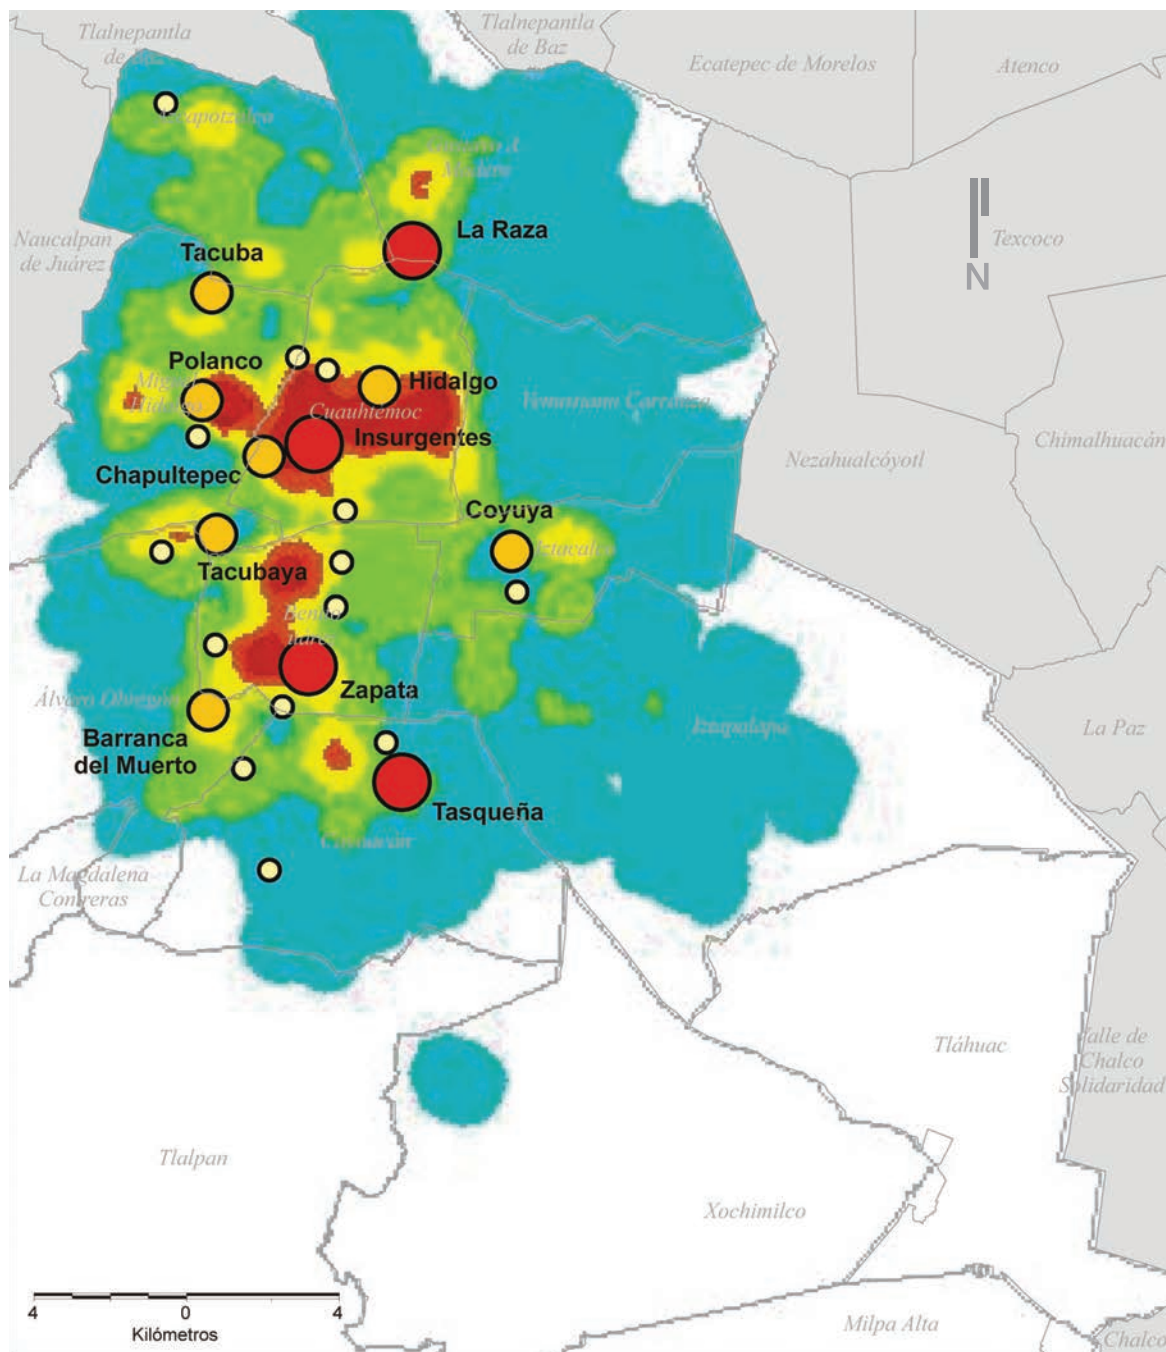 Tlalnepantla
de Baz
Tlalnepantla
de Baz
Ecatepec de Morelos
Atenco
Azcapotzalco
Gustavo A.
Madero
La Raza
Naucalpan
de Juárez
Texcoco
Tacuba
N
Polanco
Miguel
Hidalgo
Hidalgo
Cuauhtémoc
Venustiano Carranza
Insurgentes
Chimalhuacán
Nezahualcóyotl
Chapultepec
Coyuya
Iztacalco
Tacubaya
Benito
Juárez
Zapata
Álvaro Obregón
Iztapalapa
La Paz
Barranca
del Muerto
Tasqueña
Coyoacán
La Magdalena
Contreras
Tláhuac
Valle de
Chalco
Solidaridad
Tlalpan
Xochimilco
4 0 4
Kilómetros
Milpa Alta
Chalco